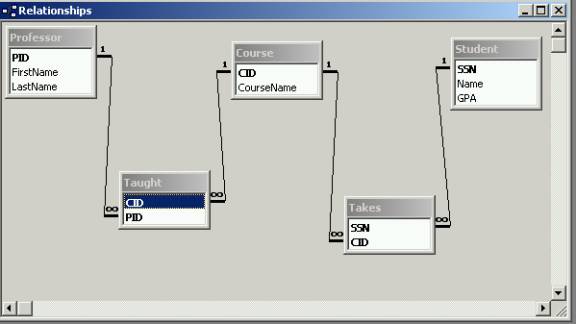 Relationships
Professor
PID
FirstName
LastName
1
Course
CID
CourseName
1
1
Student
SSN
Name
GPA
1
Taught
CID
PID
∞
∞
Takes
SSN
CID
∞
∞